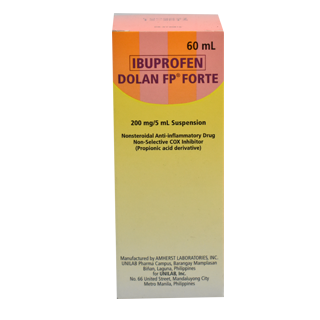 60 mL
IBUPROFEN
DOLAN FP® FORTE
200 mg/5 mL Suspension
Nonsteroidal Anti-inflammatory Drug
Non-Selective COX Inhibitor
(Propionic acid derivative)
Manufactured by AMHERST LABORATORIES, INC.
UNILAB Pharma Campus, Barangay Mamplasan
Biñan, Laguna, Philippines
for UNILAB, Inc.
No. 66 United Street, Mandaluyong City
Metro Manila, Philippines